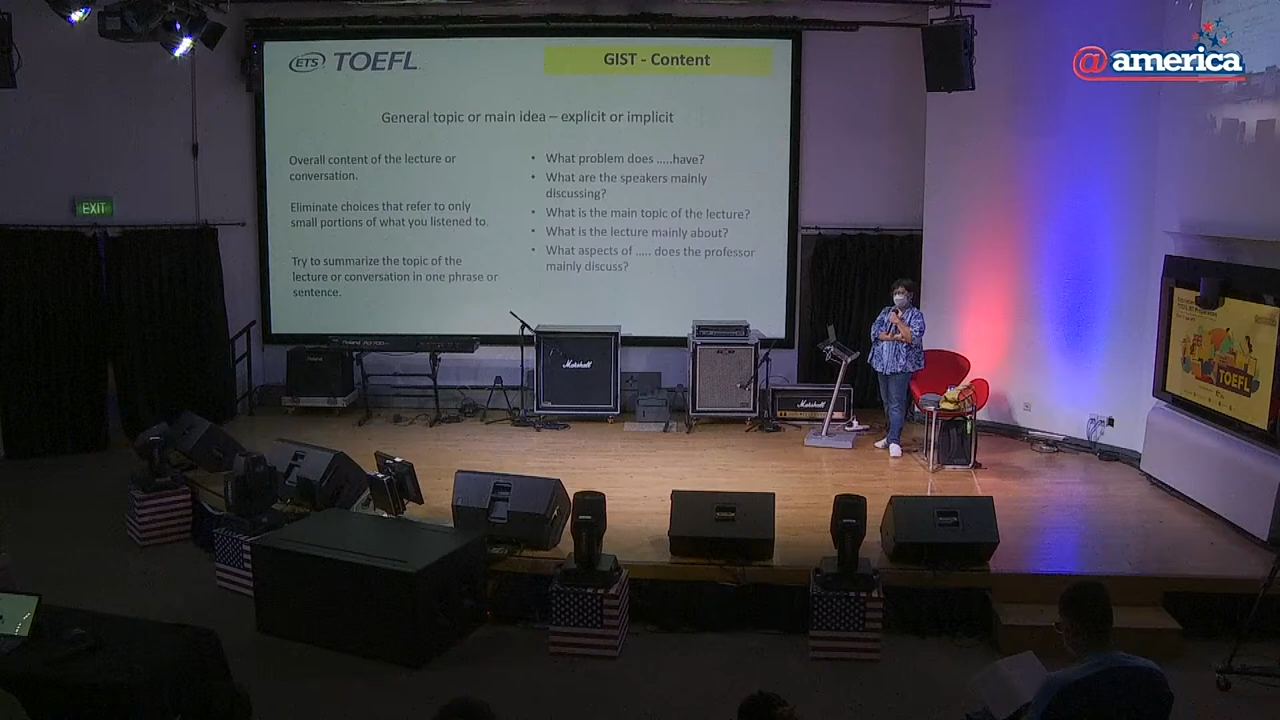 @america
ETS TOEFL
GIST - Content
General topic or main idea – explicit or implicit
Overall content of the lecture or
conversation.
Eliminate choices that refer to only
small portions of what you listened to.
Try to summarize the topic of the
lecture or conversation in one phrase or
sentence.
• What problem does .....have?
• What are the speakers mainly
discussing?
• What is the main topic of the lecture?
• What is the lecture mainly about?
• What aspects of ..... does the professor
mainly discuss?
EXIT
Roland
Marshall
Marshall
TOEFL